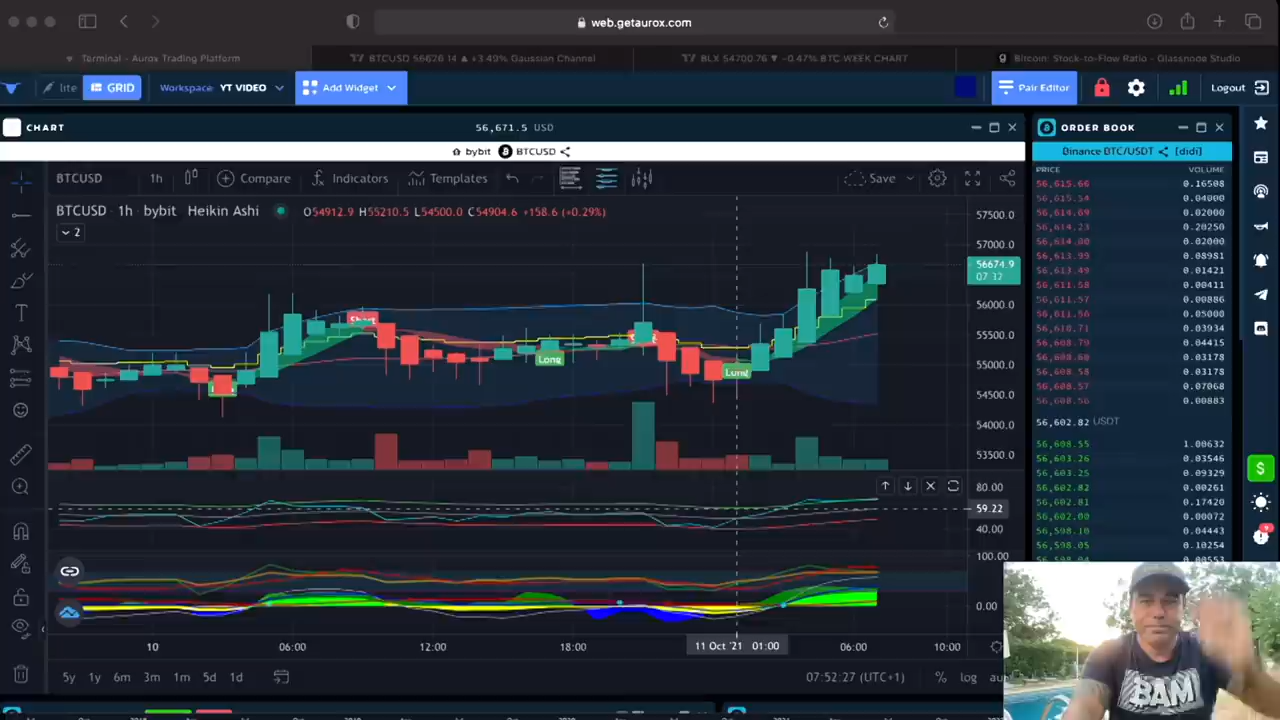 web.getaurox.com
Terminal - Aurox Trading Platform
BTCUSD 56626.14 ▲ +3.49% Gaussian Channel
BLX 54700.76 ▼ -0.47% BTC WEEK CHART
Bitcoin: Stock-to-Flow Ratio - Glassnode Studio
lite
GRID
Workspace: YT VIDEO
Add Widget
Pair Editor
Logout
CHART
56,671.5 USD
bybit BTCUSD
BTCUSD
1h
Compare
Indicators
Templates
Save
BTCUSD · 1h · bybit Heikin Ashi
O54912.9 H55210.5 L54500.0 C54904.6 +158.6 (+0.29%)
2
57500.0
57000.0
56674.9
07:32
56000.0
55500.0
55000.0
54500.0
54000.0
53500.0
Short
Long
Long
80.00
59.22
40.00
100.00
0.00
10
06:00
12:00
18:00
11 Oct '21 01:00
06:00
10:00
5y 1y 6m 3m 1m 5d 1d
07:52:27 (UTC+1)
%
log
ORDER BOOK
Binance BTC/USDT [didi]
PRICE VOLUME
56,615.66 0.16508
56,615.54 0.04000
56,614.69 0.02000
56,614.23 0.20250
56,614.00 0.02000
56,613.99 0.08981
56,613.49 0.01421
56,611.58 0.00411
56,611.57 0.00886
56,611.56 0.05000
56,610.71 0.03934
56,608.79 0.04415
56,608.60 0.03178
56,608.58 0.03178
56,608.57 0.07068
56,608.56 0.00883
56,602.82 USDT
56,608.55 1.00632
56,603.26 0.03546
56,603.25 0.09329
56,602.82 0.00261
56,602.81 0.17420
56,602.00 0.00072
56,598.10 0.04443
56,598.05 0.10254
BAM